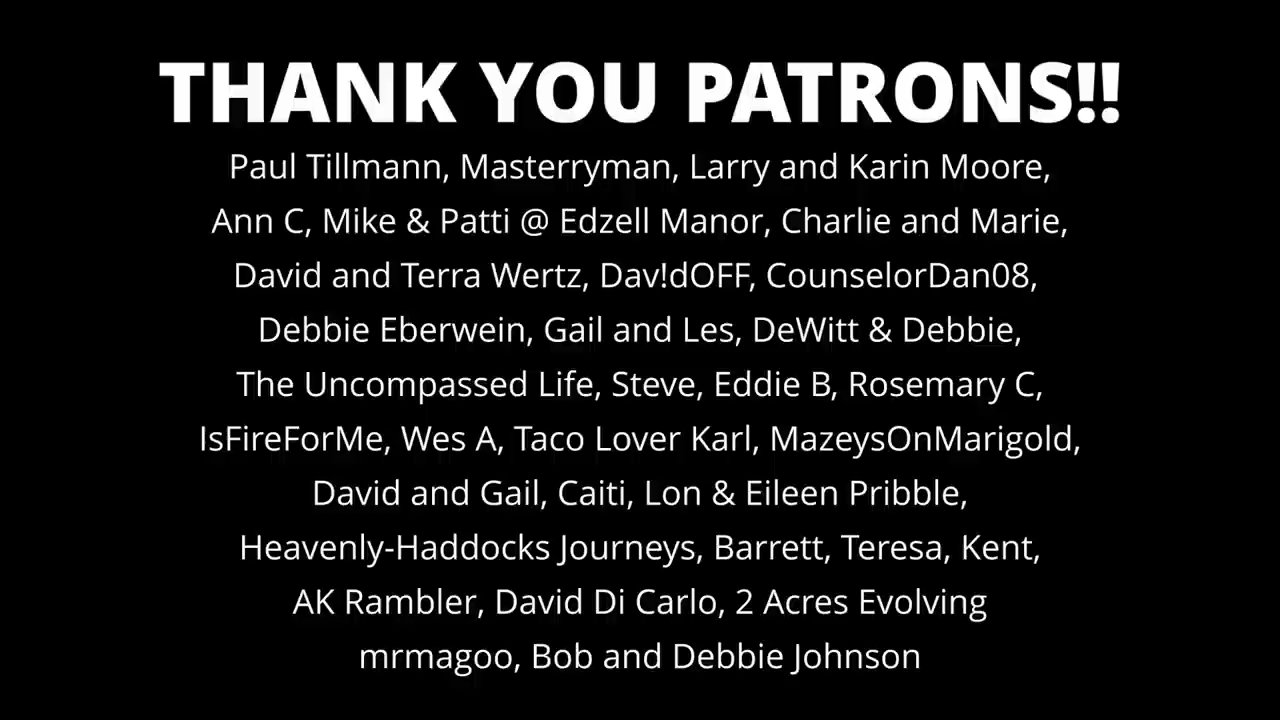 THANK YOU PATRONS!!
Paul Tillmann, Masterryman, Larry and Karin Moore,
Ann C, Mike & Patti @ Edzell Manor, Charlie and Marie,
David and Terra Wertz, Dav!dOFF, CounselorDan08,
Debbie Eberwein, Gail and Les, DeWitt & Debbie,
The Uncompassed Life, Steve, Eddie B, Rosemary C,
IsFireForMe, Wes A, Taco Lover Karl, MazeysOnMarigold,
David and Gail, Caiti, Lon & Eileen Pribble,
Heavenly-Haddocks Journeys, Barrett, Teresa, Kent,
AK Rambler, David Di Carlo, 2 Acres Evolving
mrmagoo, Bob and Debbie Johnson